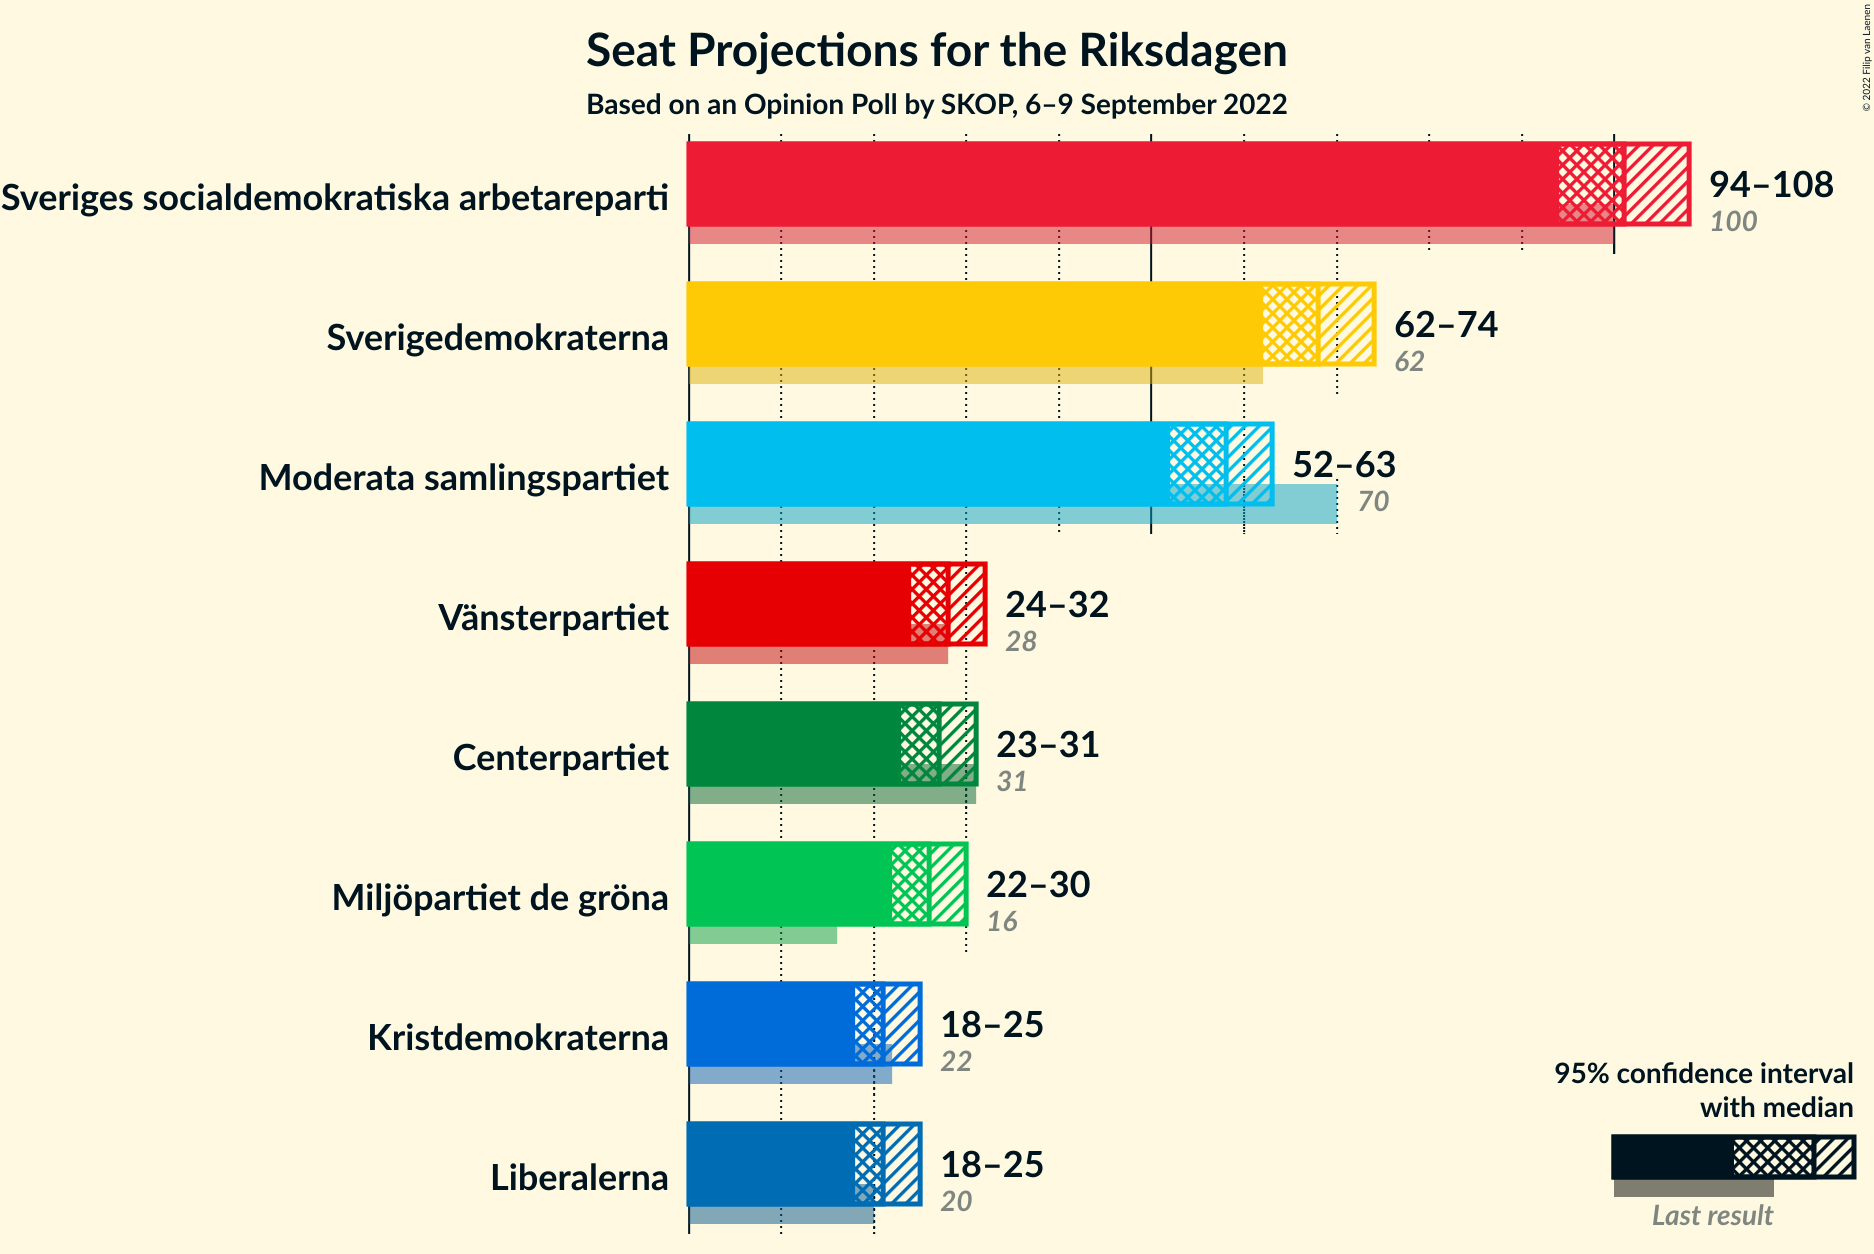 Seat Projections for the Riksdagen
Based on an Opinion Poll by SKOP, 6–9 September 2022
© 2022 Filip van Laenen
Sveriges socialdemokratiska arbetareparti
94–108
100
Sverigedemokraterna
62–74
62
Moderata samlingspartiet
52–63
70
Vänsterpartiet
24–32
28
Centerpartiet
23–31
31
Miljöpartiet de gröna
22–30
16
Kristdemokraterna
18–25
22
Liberalerna
18–25
20
95% confidence interval
with median
Last result